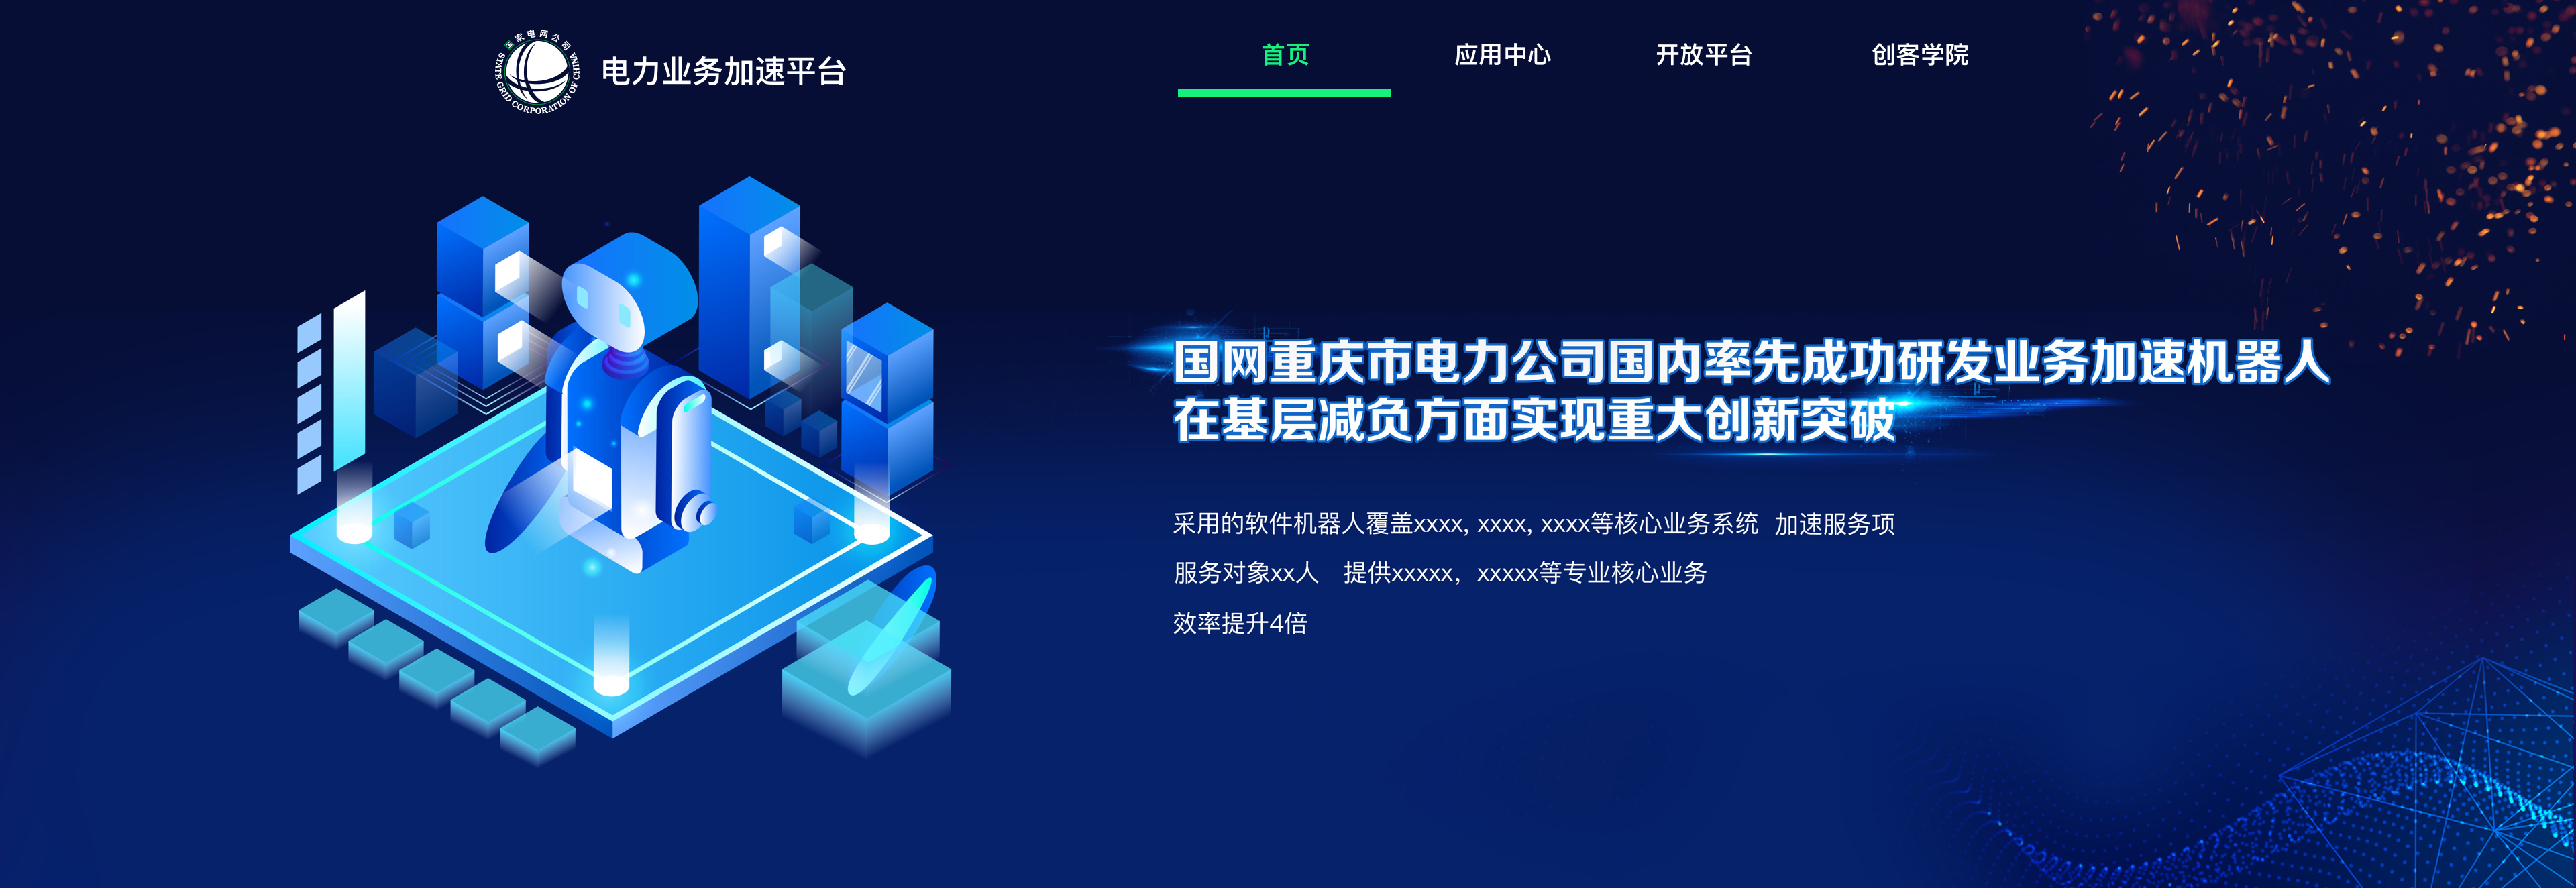 国家电网公司
STATE GRID CORPORATION OF CHINA
电力业务加速平台
首页 应用中心 开放平台 创客学院
国网重庆市电力公司国内率先成功研发业务加速机器人
在基层减负方面实现重大创新突破
采用的软件机器人覆盖xxxx, xxxx, xxxx等核心业务系统 加速服务项
服务对象xx人 提供xxxxx, xxxxx等专业核心业务
效率提升4倍